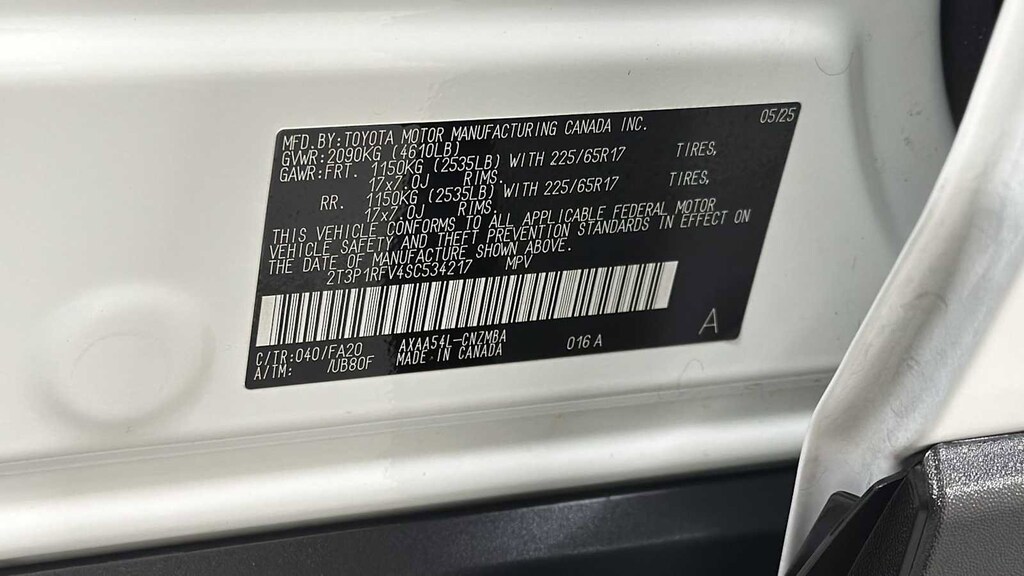 MFD.BY:TOYOTA MOTOR MANUFACTURING CANADA INC. 05/25
GVWR:2090KG (4610LB)
GAWR:FRT. 1150KG (2535LB) WITH 225/65R17 TIRES,
17x7.0J RIMS.
RR. 1150KG (2535LB) WITH 225/65R17 TIRES,
17x7.0J RIMS.
THIS VEHICLE CONFORMS TO ALL APPLICABLE FEDERAL MOTOR
VEHICLE SAFETY AND THEFT PREVENTION STANDARDS IN EFFECT ON
THE DATE OF MANUFACTURE SHOWN ABOVE.
2T3P1RFV4SC534217 MPV
C/TR:040/FA20 AXAA54L-CNZMBA 016A A
A/TM: /UB80F MADE IN CANADA